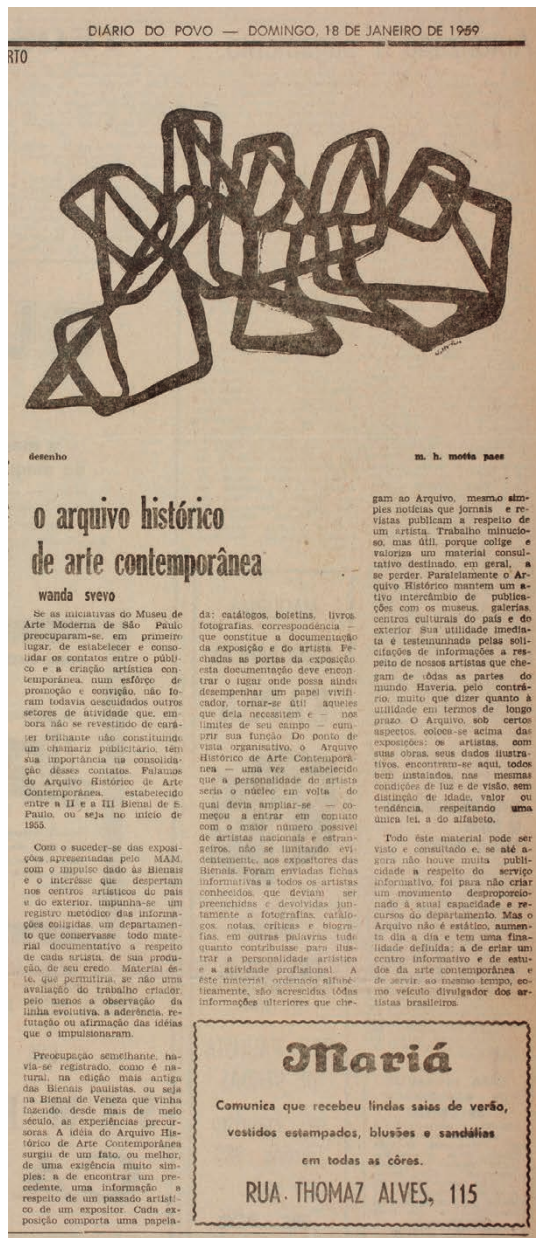 DIÁRIO DO POVO — DOMINGO, 18 DE JANEIRO DE 1959
RTO
desenho
m. h. motta paes
o arquivo histórico
de arte contemporânea
wanda svevo
Se as iniciativas do Museu de
Arte Moderna de São Paulo
preocuparam-se, em primeiro
lugar, de estabelecer e conso-
lidar os contatos entre o públi-
co e a criação artística con-
temporânea, num esfôrço de
promoção e convição, não fo-
ram todavia descuidados outros
setores de atividade que, em-
bora não se revestindo de cará-
ter brilhante não constituindo
um chamariz publicitário, têm
sua importância na consolida-
ção dêsses contatos. Falamos
do Arquivo Histórico de Arte
Contemporânea, estabelecido
entre a II e a III Bienal de S.
Paulo, ou seja no início de
1955.
Com o suceder-se das exposi-
ções apresentadas pelo MAM,
com o impulso dado às Bienais
e o interêsse que despertam
nos centro artísticos do país
e do exterior, impunha-se um
registro metódico das informa-
ções coligidas, um departamen-
to que conservasse todo mate-
rial documentativo a respeito
de cada artista, de sua produ-
ção, de seu credo. Material ês-
te, que permitiria, se não uma
avaliação do trabalho criador,
pelo menos a observação da
linha evolutiva, a aderência, re-
futação ou afirmação das idéias
que o impulsionaram.
Preocupação semelhante, ha-
via-se registrado, como é na-
tural, na edição mais antiga
das Bienais paulistas, ou seja
na Bienal de Veneza que vinha
fazendo, desde mais de meio
século, as experiências precur-
soras. A idéia do Arquivo His-
tórico de Arte Contemporânea
surgiu de um fato, ou melhor,
de uma exigência muito sim-
ples: a de encontrar um pre-
cedente, uma informação a
respeito de um passado artísti-
co de um expositor. Cada ex-
posição comporta uma papela-
da: catálogos, boletins, livros,
fotografias, correspondência —
que constitue a documentação
da exposição e do artista. Fe-
chadas as portas da exposição
esta documentação deve encon-
trar o lugar onde possa ainda
desempenhar um papel vivifi-
cador, tornar-se útil àqueles
que dela necessitem e — nos
limites de seu campo — cum-
prir sua função. Do ponto de
vista organisativo, o Arquivo
Histórico de Arte Contemporâ-
nea — uma vez estabelecido
que a personalidade do artista
seria o núcleo em volta do
qual devia ampliar-se — co-
meçou a entrar em contato
com o maior número possivel
de artistas nacionais e estran-
geiros, não se limitando evi-
dentemente, aos expositores das
Bienais. Foram enviadas fichas
informativas a todos os artistas
conhecidos, que deviam ser
preenchidas e devolvidas jun-
tamente a fotografias, catálo-
gos, notas, críticas e biogra-
fias, em outras palavras tudo
quanto contribuisse para ilus-
trar a personalidade artística
e a atividade profissional. A
êste material, ordenado alfabé-
ticamente, são acrescidas tôdas
informações ulteriores que che-
gam ao Arquivo, mesmo sim-
ples notícias que jornais e re-
vistas publicam a respeito de
um artista. Trabalho minucio-
so, mas útil, porque colige e
valoriza um material consul-
tativo destinado, em geral, a
se perder. Paralelamente o Ar-
quivo Histórico mantem um a-
tivo intercâmbio de publica-
ções com os museus, galerias,
centros culturais do país e do
exterior Sua utilidade imedia-
ta é testemunhada pelas soli-
citações de informações a res-
peito de nossos artistas que che-
gam de tôdas as partes do
mundo. Haveria, pelo contrá-
rio, muito que dizer quanto à
utilidade em termos de longo
prazo. O Arquivo, sob certos
aspectos, coloca-se acima das
exposições: os artistas, com
suas obras, seus dados ilustra-
tivos, encontram-se aqui, todos
bem instalados, nas mesmas
condições de luz e de visão, sem
distinção de idade, valor ou
tendência, respeitando uma
única lei, a do alfabeto.
Todo êste material pode ser
visto e consultado e, se até a-
gora não houve muita publi-
cidade a respeito do serviço
informativo, foi para não criar
um movimento desproporcio-
nado à atual capacidade e re-
cursos do departamento. Mas o
Arquivo não é estático, aumen-
ta dia a dia e tem uma fina-
lidade definida: a de criar um
centro informativo e de estu-
dos da arte contemporânea e
de servir, ao mesmo tempo, co-
mo veículo divulgador dos ar-
tistas brasileiros.
Mariá
Comunica que recebeu lindas saias de verão,
vestidos estampados, blusões e sandálias
em todas as côres.
RUA THOMAZ ALVES, 115